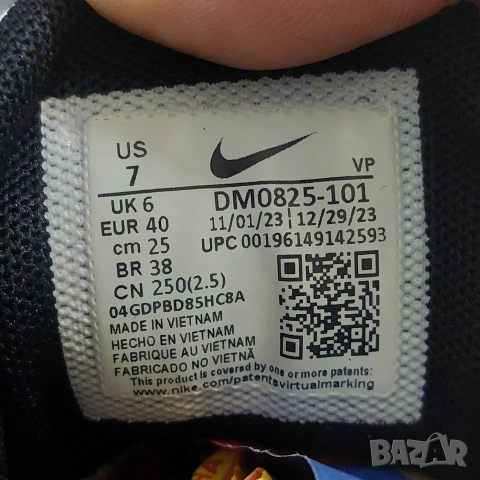 US
7
VP
UK 6
DM0825-101
EUR 40
11/01/23 | 12/29/23
cm 25
UPC 00196149142593
BR 38
CN 250(2.5)
04GDPBD85HC8A
MADE IN VIETNAM
HECHO EN VIETNAM
FABRIQUE AU VIETNAM
FABRICADO NO VIETNÃ
This product is covered by one or more patents
www.nike.com/patentsvirtualmarking
BAZAR